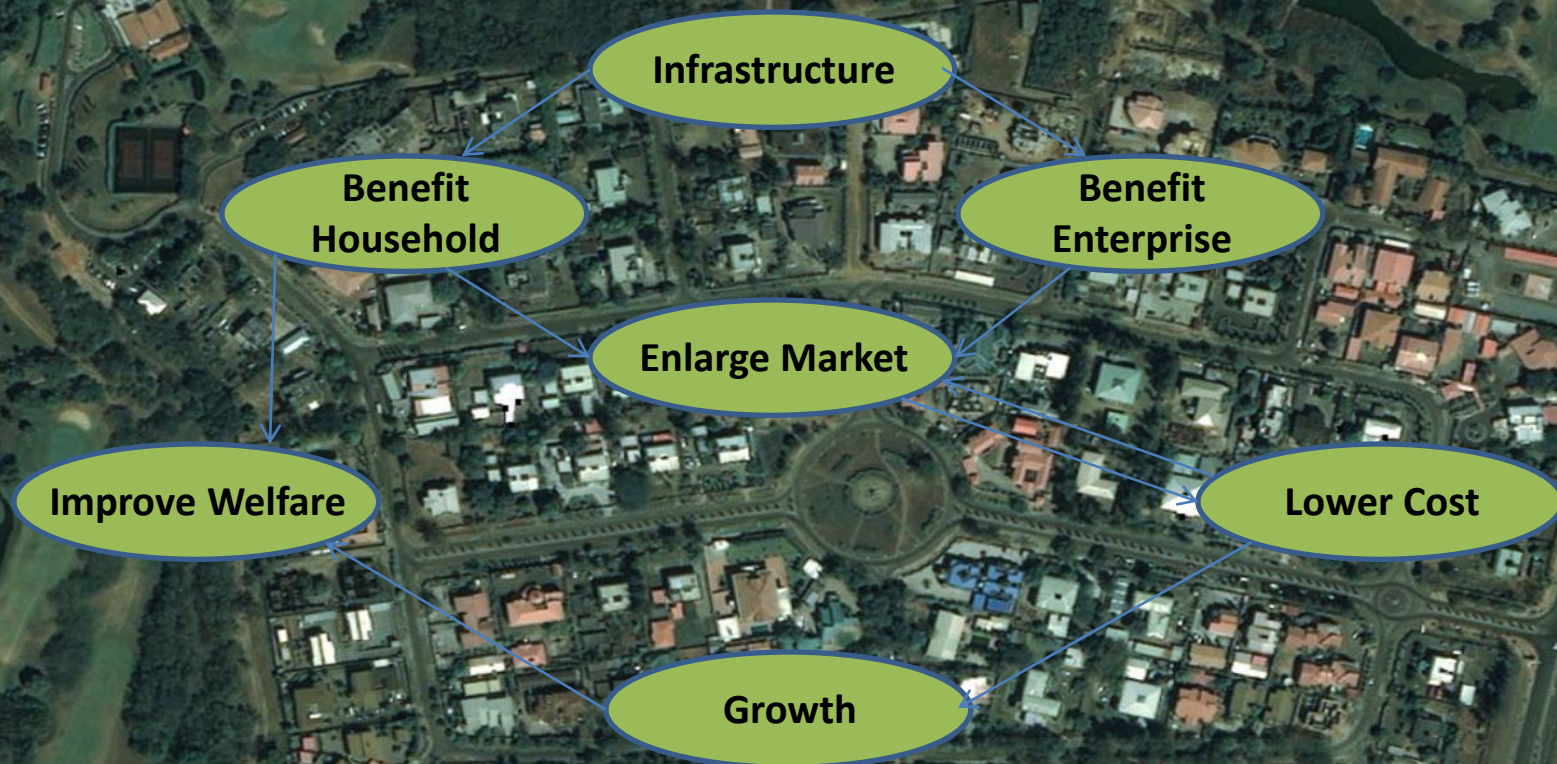 Infrastructure
Benefit
Household
Benefit
Enterprise
Enlarge Market
Improve Welfare
Lower Cost
Growth